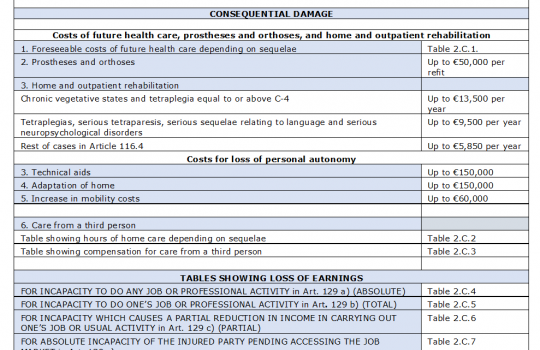 CONSEQUENTIAL DAMAGE
Costs of future health care, prostheses and orthoses, and home and outpatient rehabilitation
1. Foreseeable costs of future health care depending on sequelae Table 2.C.1.
2. Prostheses and orthoses Up to €50,000 per
refit
3. Home and outpatient rehabilitation
Chronic vegetative states and tetraplegia equal to or above C-4 Up to €13,500 per
year
Tetraplegias, serious tetraparesis, serious sequelae relating to language and serious Up to €9,500 per year
neuropsychological disorders
Rest of cases in Article 116.4 Up to €5,850 per year
Costs for loss of personal autonomy
3. Technical aids Up to €150,000
4. Adaptation of home Up to €150,000
5. Increase in mobility costs Up to €60,000
6. Care from a third person
Table showing hours of home care depending on sequelae Table 2.C.2
Table showing compensation for care from a third person Table 2.C.3
TABLES SHOWING LOSS OF EARNINGS
FOR INCAPACITY TO DO ANY JOB OR PROFESSIONAL ACTIVITY in Art. 129 a) (ABSOLUTE) Table 2.C.4
FOR INCAPACITY TO DO ONE'S JOB OR PROFESSIONAL ACTIVITY in Art. 129 b) (TOTAL) Table 2.C.5
FOR INCAPACITY WHICH CAUSES A PARTIAL REDUCTION IN INCOME IN CARRYING OUT Table 2.C.6
ONE'S JOB OR USUAL ACTIVITY in Art. 129 c) (PARTIAL)
FOR ABSOLUTE INCAPACITY OF THE INJURED PARTY PENDING ACCESSING THE JOB Table 2.C.7